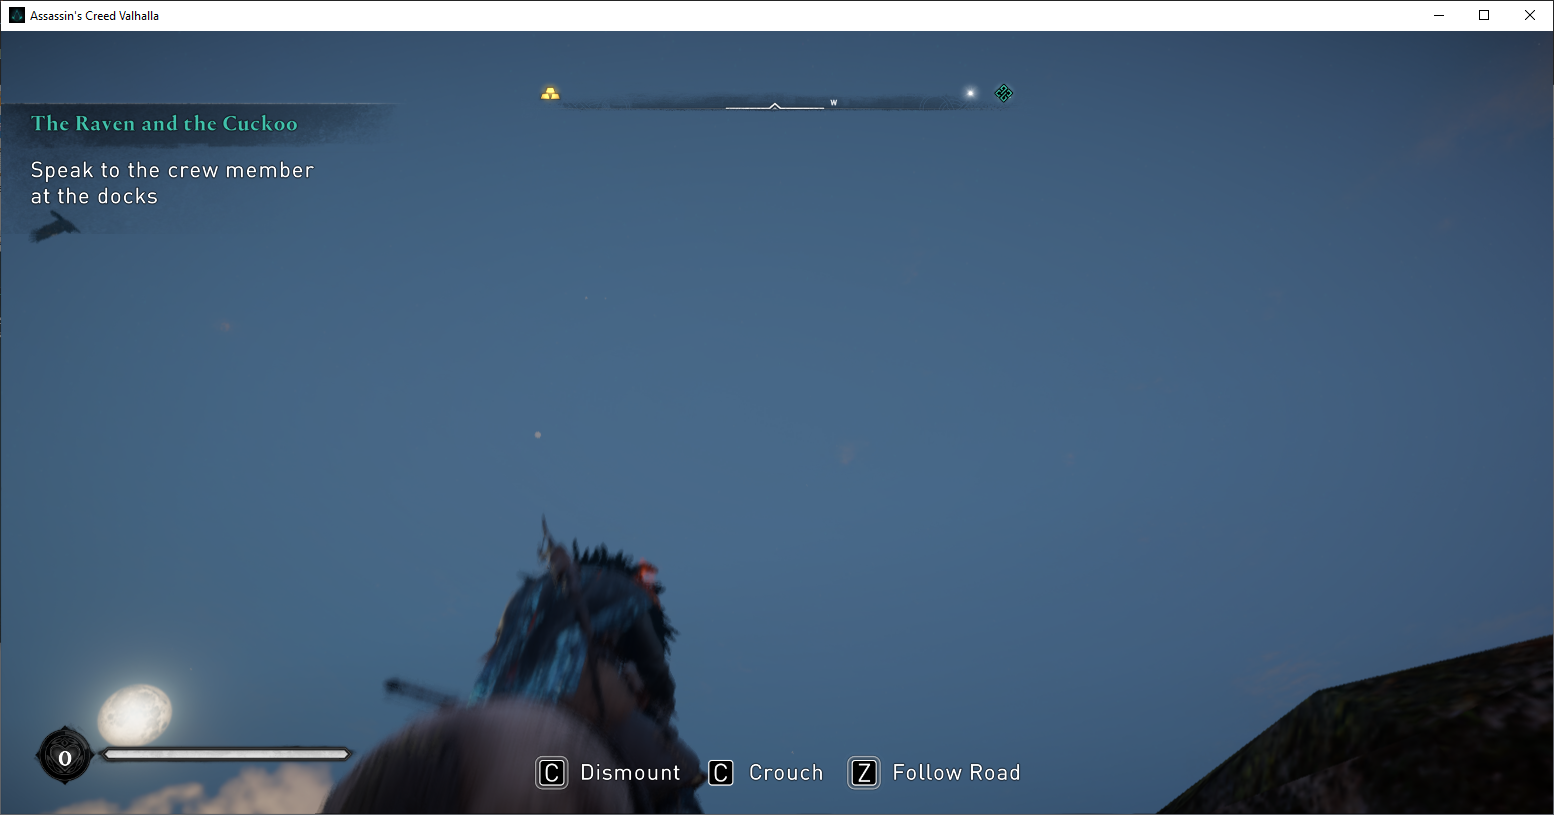 Assassin's Creed Valhalla
W
The Raven and the Cuckoo
Speak to the crew member
at the docks
0
C Dismount C Crouch Z Follow Road